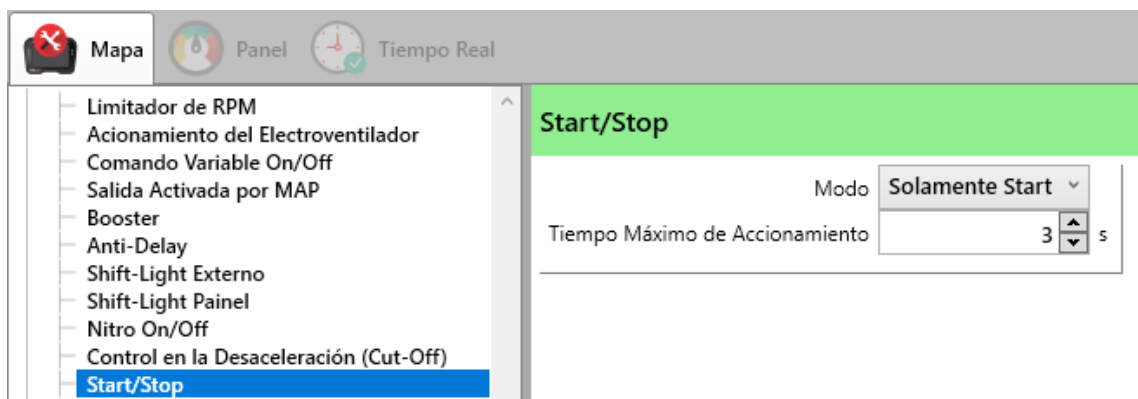 Mapa
Panel
Tiempo Real
Limitador de RPM
Acionamiento del Electroventilador
Comando Variable On/Off
Salida Activada por MAP
Booster
Anti-Delay
Shift-Light Externo
Shift-Light Painel
Nitro On/Off
Control en la Desaceleración (Cut-Off)
Start/Stop
Start/Stop
Modo Solamente Start
Tiempo Máximo de Accionamiento 3 s